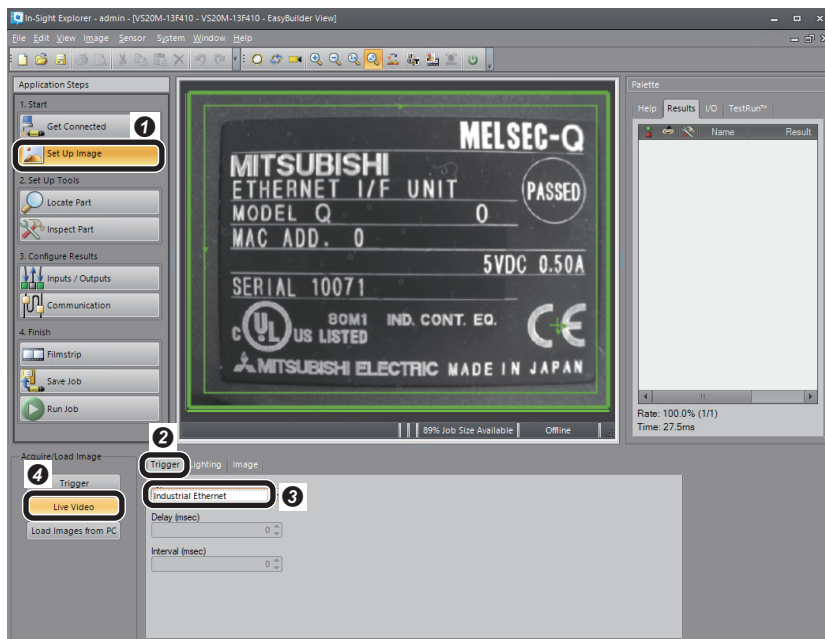 In-Sight Explorer - admin - [VS20M-13F410 - VS20M-13F410 - EasyBuilder View]
File Edit View Image Sensor System Window Help
Application Steps
1. Start
Get Connected
1
Set Up Image
2. Set Up Tools
Locate Part
Inspect Part
3. Configure Results
Inputs / Outputs
Communication
4. Finish
Filmstrip
Save Job
Run Job
MELSEC-Q
MITSUBISHI
ETHERNET I/F UNIT
PASSED
MODEL Q 0
MAC ADD. 0
5VDC 0.50A
SERIAL 10071
C UL US LISTED
80M1 IND. CONT. EQ.
CE
MITSUBISHI ELECTRIC MADE IN JAPAN
89% Job Size Available Offline
Palette
Help Results I/O TestRun™
Name Result
Rate: 100.0% (1/1)
Time: 27.5ms
Acquire/Load Image
4
Trigger
Live Video
Load Images from PC
2
Trigger Lighting Image
Industrial Ethernet
3
Delay (msec)
0
Interval (msec)
0